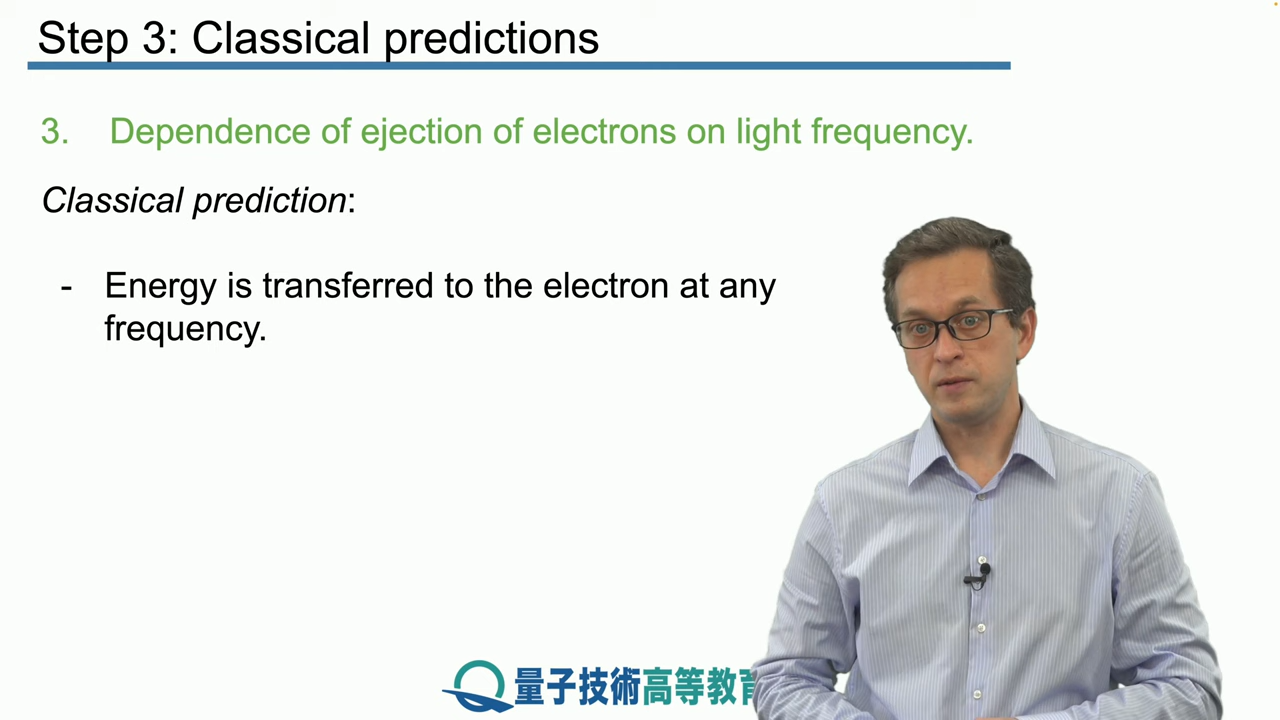 Step 3: Classical predictions
3. Dependence of ejection of electrons on light frequency.
Classical prediction:
- Energy is transferred to the electron at any
frequency.
量子技術高等教育